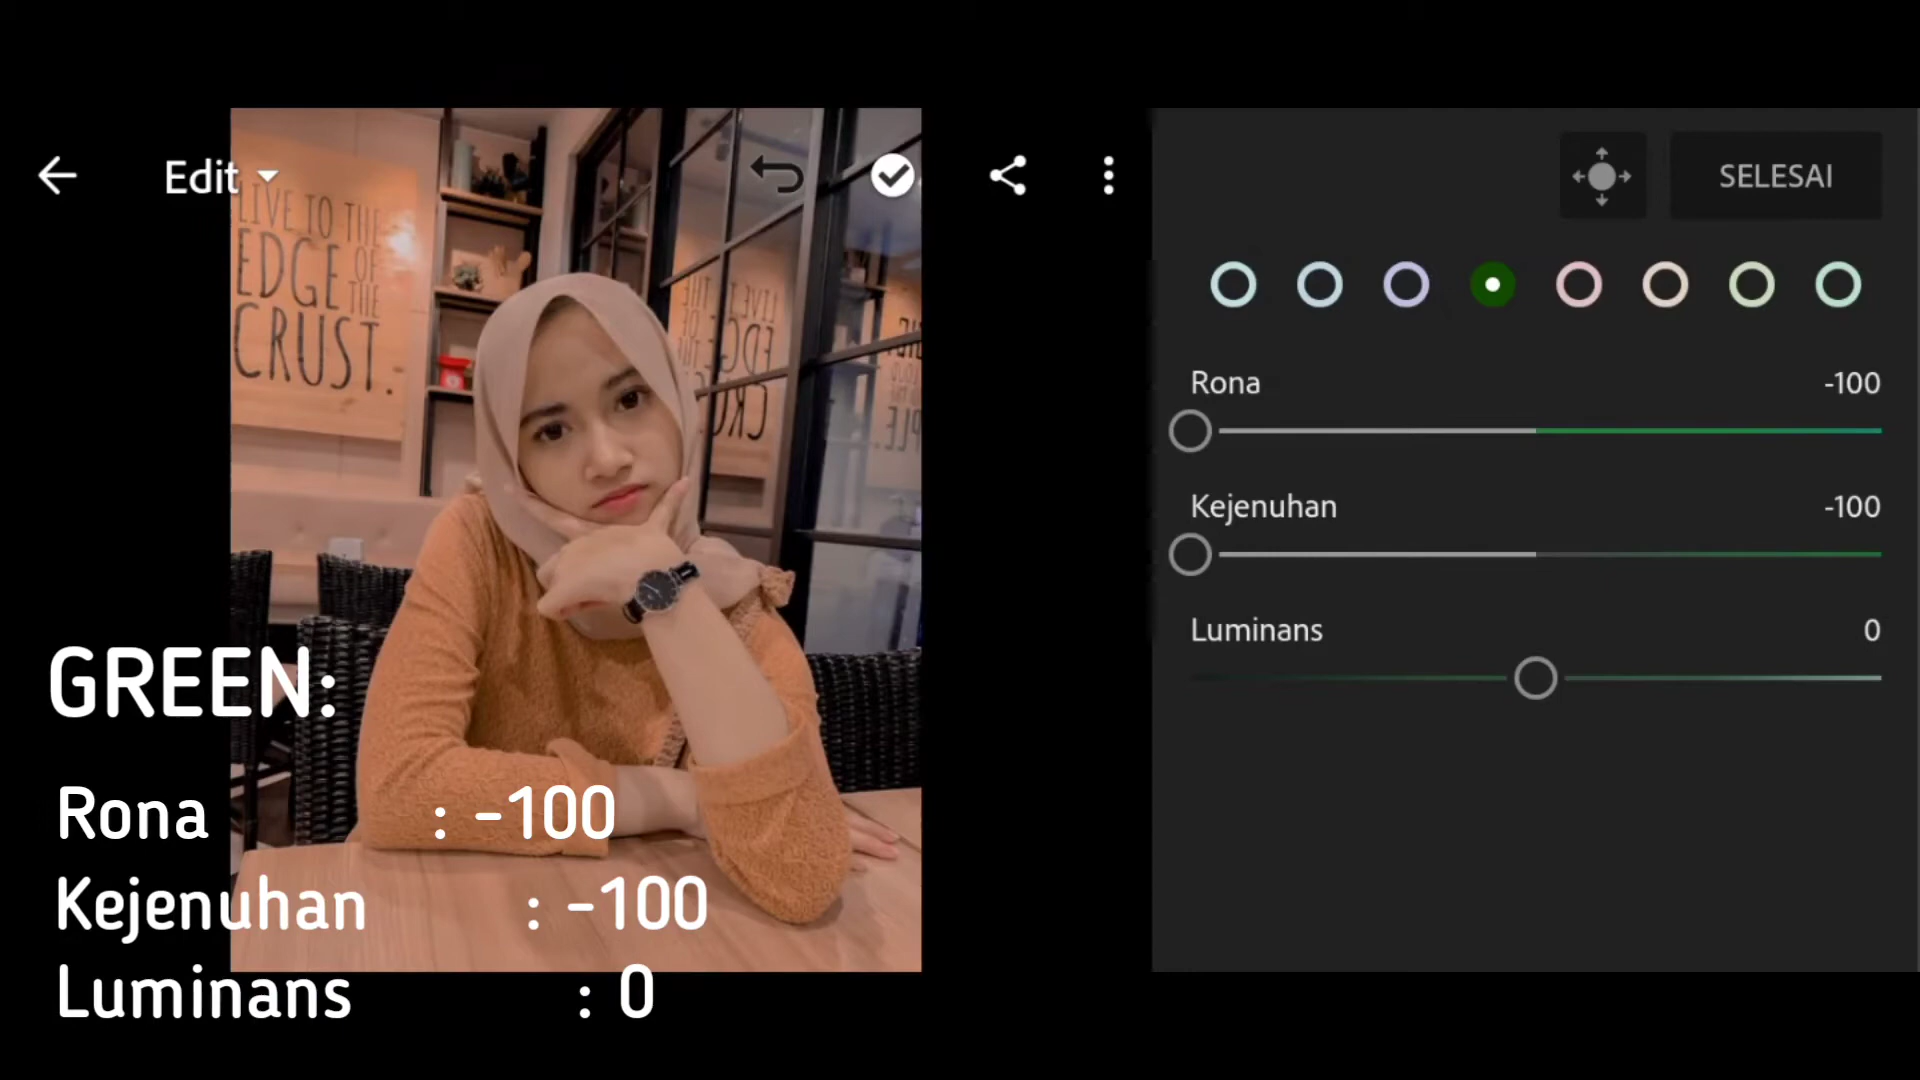 Edit
SELESAI
LIVE TO THE
EDGE OF
THE
CRUST.
Rona -100
Kejenuhan -100
Luminans 0
GREEN:
Rona : -100
Kejenuhan : -100
Luminans : 0